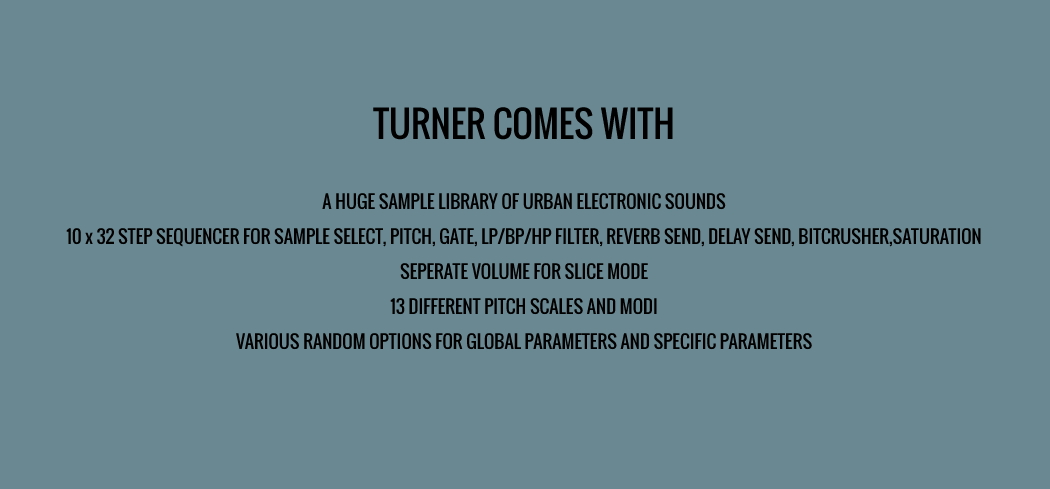 TURNER COMES WITH
A HUGE SAMPLE LIBRARY OF URBAN ELECTRONIC SOUNDS
10 x 32 STEP SEQUENCER FOR SAMPLE SELECT, PITCH, GATE, LP/BP/HP FILTER, REVERB SEND, DELAY SEND, BITCRUSHER,SATURATION
SEPERATE VOLUME FOR SLICE MODE
13 DIFFERENT PITCH SCALES AND MODI
VARIOUS RANDOM OPTIONS FOR GLOBAL PARAMETERS AND SPECIFIC PARAMETERS